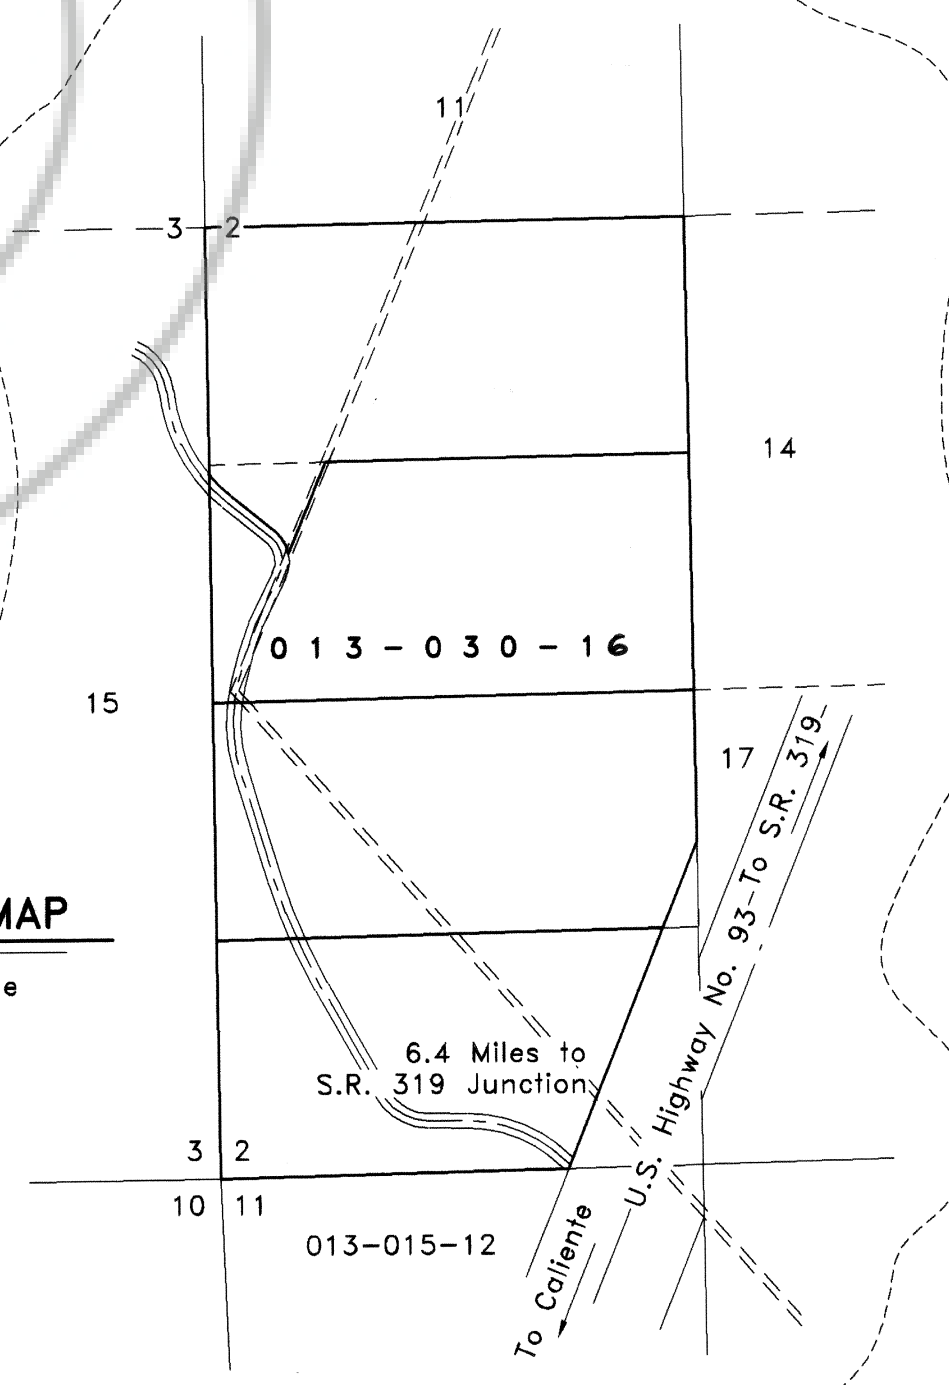 11
3 2
14
013-030-16
15
17
MAP
e
6.4 Miles to
S.R. 319 Junction
U.S. Highway No. 93-To S.R. 319
3 2
10 11
013-015-12
To Caliente